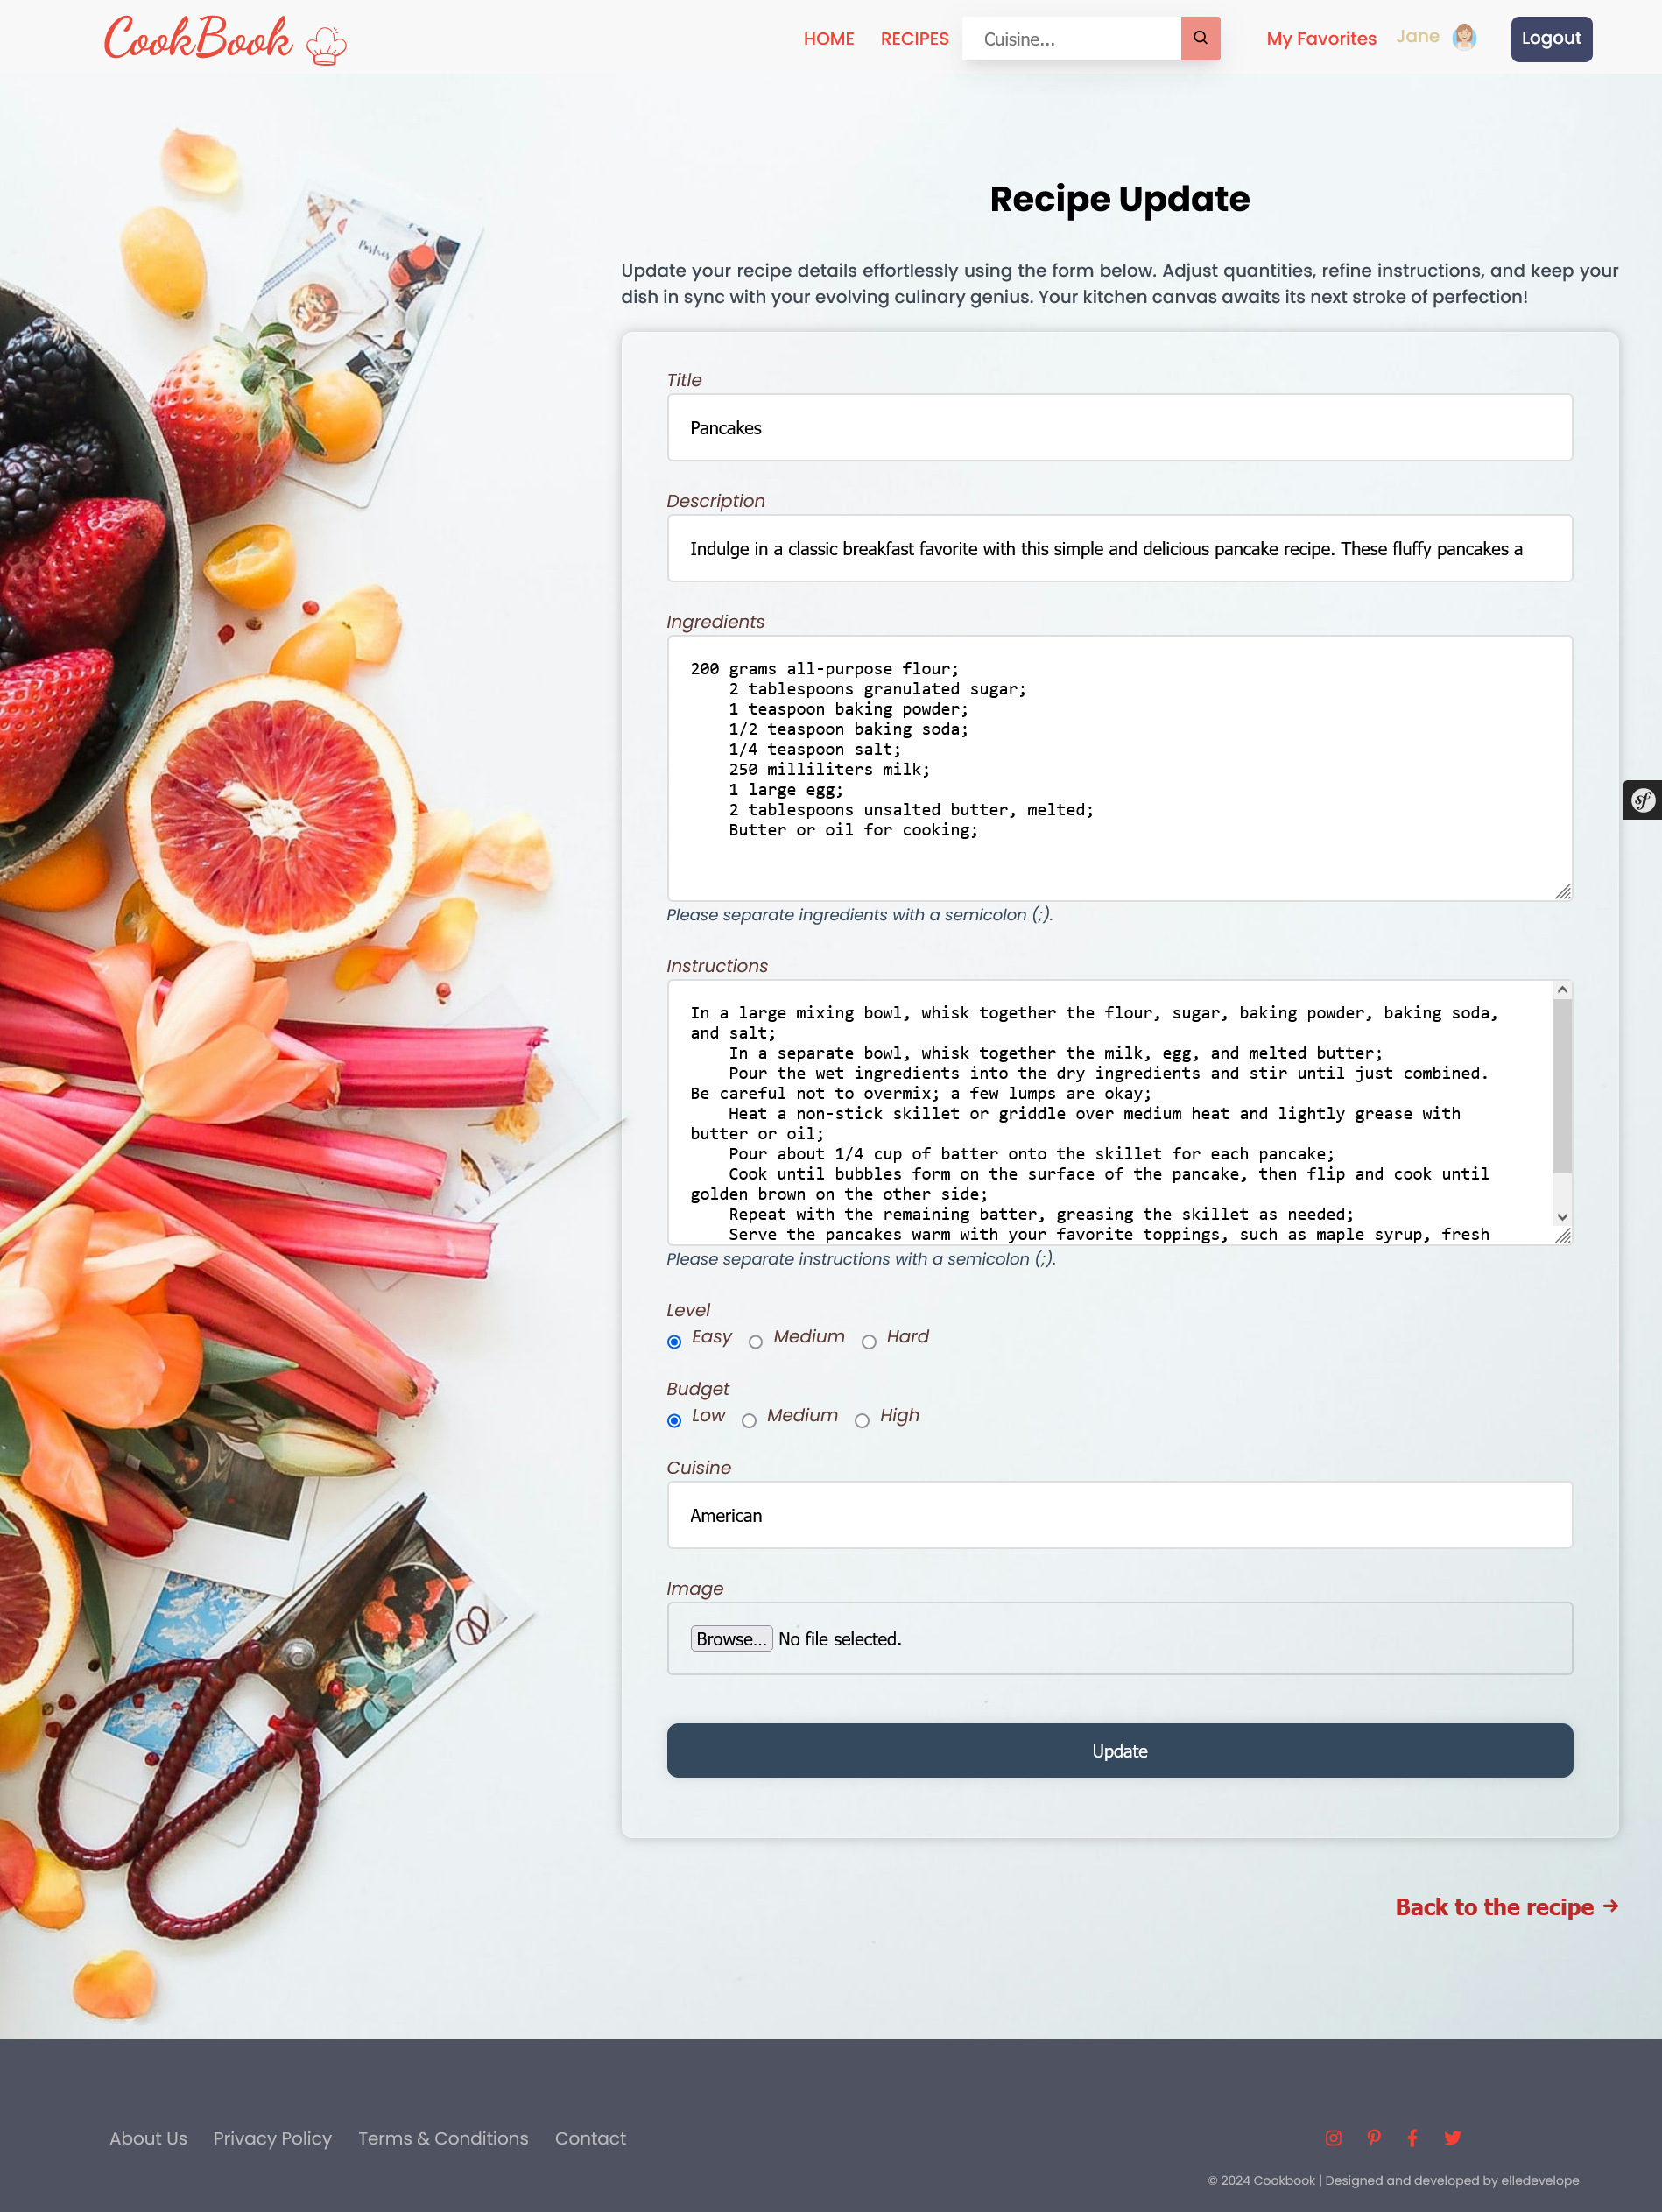 CookBook
HOME RECIPES Cuisine... My Favorites Jane Logout
Recipe Update
Update your recipe details effortlessly using the form below. Adjust quantities, refine instructions, and keep your
dish in sync with your evolving culinary genius. Your kitchen canvas awaits its next stroke of perfection!
Title
Pancakes
Description
Indulge in a classic breakfast favorite with this simple and delicious pancake recipe. These fluffy pancakes a
Ingredients
200 grams all-purpose flour;
2 tablespoons granulated sugar;
1 teaspoon baking powder;
1/2 teaspoon baking soda;
1/4 teaspoon salt;
250 milliliters milk;
1 large egg;
2 tablespoons unsalted butter, melted;
Butter or oil for cooking;
Please separate ingredients with a semicolon (;).
Instructions
In a large mixing bowl, whisk together the flour, sugar, baking powder, baking soda,
and salt;
In a separate bowl, whisk together the milk, egg, and melted butter;
Pour the wet ingredients into the dry ingredients and stir until just combined.
Be careful not to overmix; a few lumps are okay;
Heat a non-stick skillet or griddle over medium heat and lightly grease with
butter or oil;
Pour about 1/4 cup of batter onto the skillet for each pancake;
Cook until bubbles form on the surface of the pancake, then flip and cook until
golden brown on the other side;
Repeat with the remaining batter, greasing the skillet as needed;
Serve the pancakes warm with your favorite toppings, such as maple syrup, fresh
Please separate instructions with a semicolon (;).
Level
Easy Medium Hard
Budget
Low Medium High
Cuisine
American
Image
Browse... No file selected.
Update
Back to the recipe →
About Us Privacy Policy Terms & Conditions Contact
© 2024 Cookbook | Designed and developed by elledevelope
Postres
sf